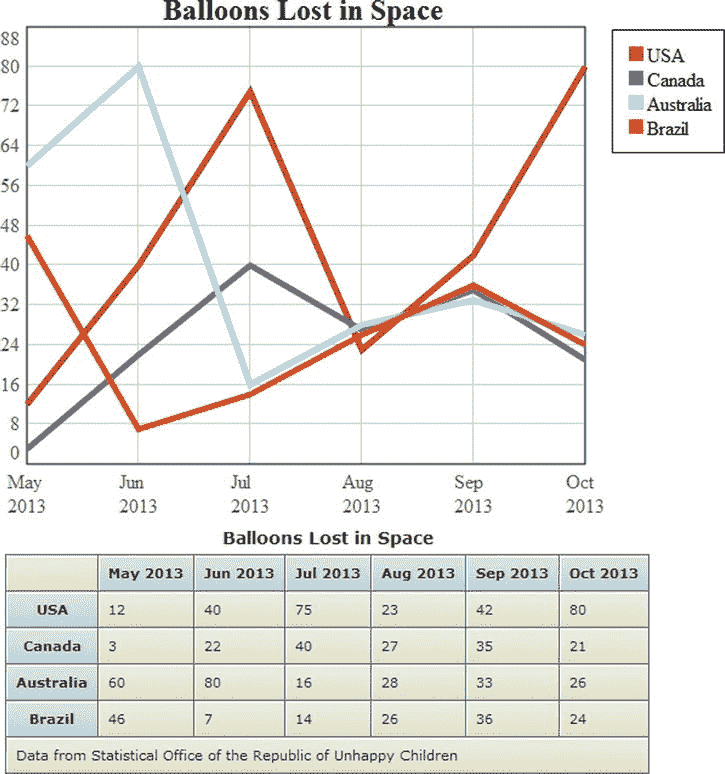 Balloons Lost in Space
88
80
72
64
56
48
40
32
24
16
8
0
May 2013
Jun 2013
Jul 2013
Aug 2013
Sep 2013
Oct 2013
USA
Canada
Australia
Brazil
Balloons Lost in Space
May 2013 Jun 2013 Jul 2013 Aug 2013 Sep 2013 Oct 2013
USA 12 40 75 23 42 80
Canada 3 22 40 27 35 21
Australia 60 80 16 28 33 26
Brazil 46 7 14 26 36 24
Data from Statistical Office of the Republic of Unhappy Children